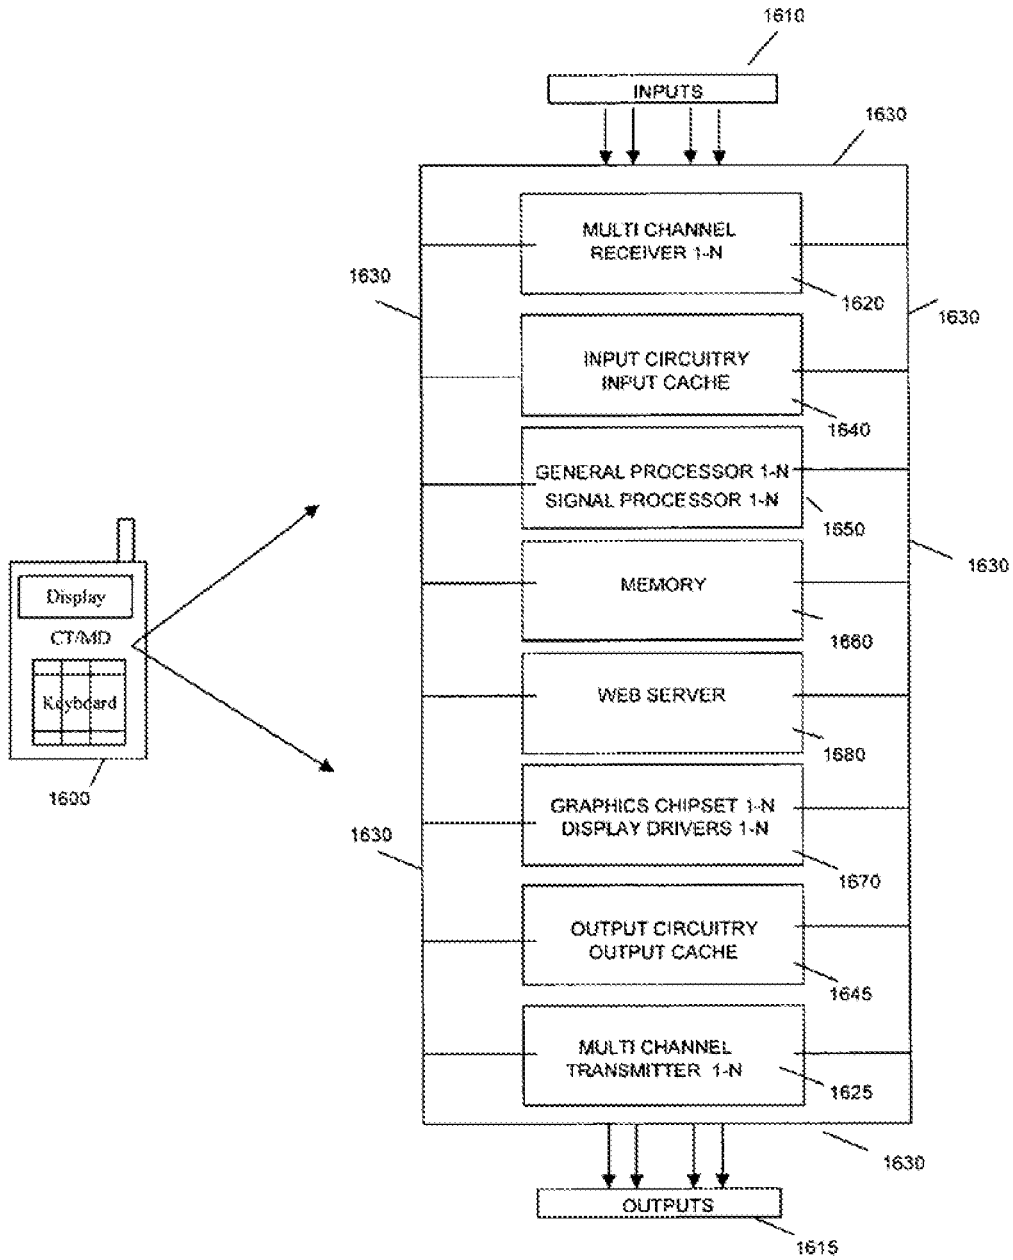 1610
INPUTS
1630
MULTI CHANNEL
RECEIVER 1-N
1630
1620
1630
INPUT CIRCUITRY
INPUT CACHE
1640
GENERAL PROCESSOR 1-N
SIGNAL PROCESSOR 1-N
1650
1630
Display
CT/MD
Keyboard
1600
MEMORY
1660
WEB SERVER
1680
GRAPHICS CHIPSET 1-N
DISPLAY DRIVERS 1-N
1630
1670
OUTPUT CIRCUITRY
OUTPUT CACHE
1645
MULTI CHANNEL
TRANSMITTER 1-N
1625
1630
OUTPUTS
1615